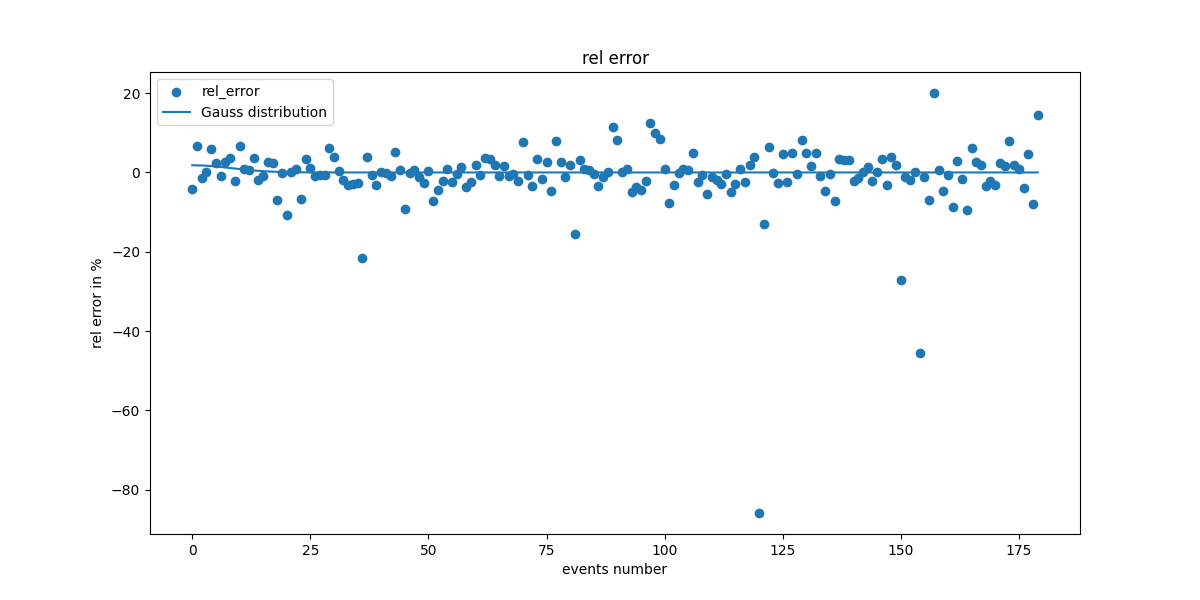 rel error
rel_error
Gauss distribution
20
0
−20
−40
−60
−80
rel error in %
0 25 50 75 100 125 150 175
events number